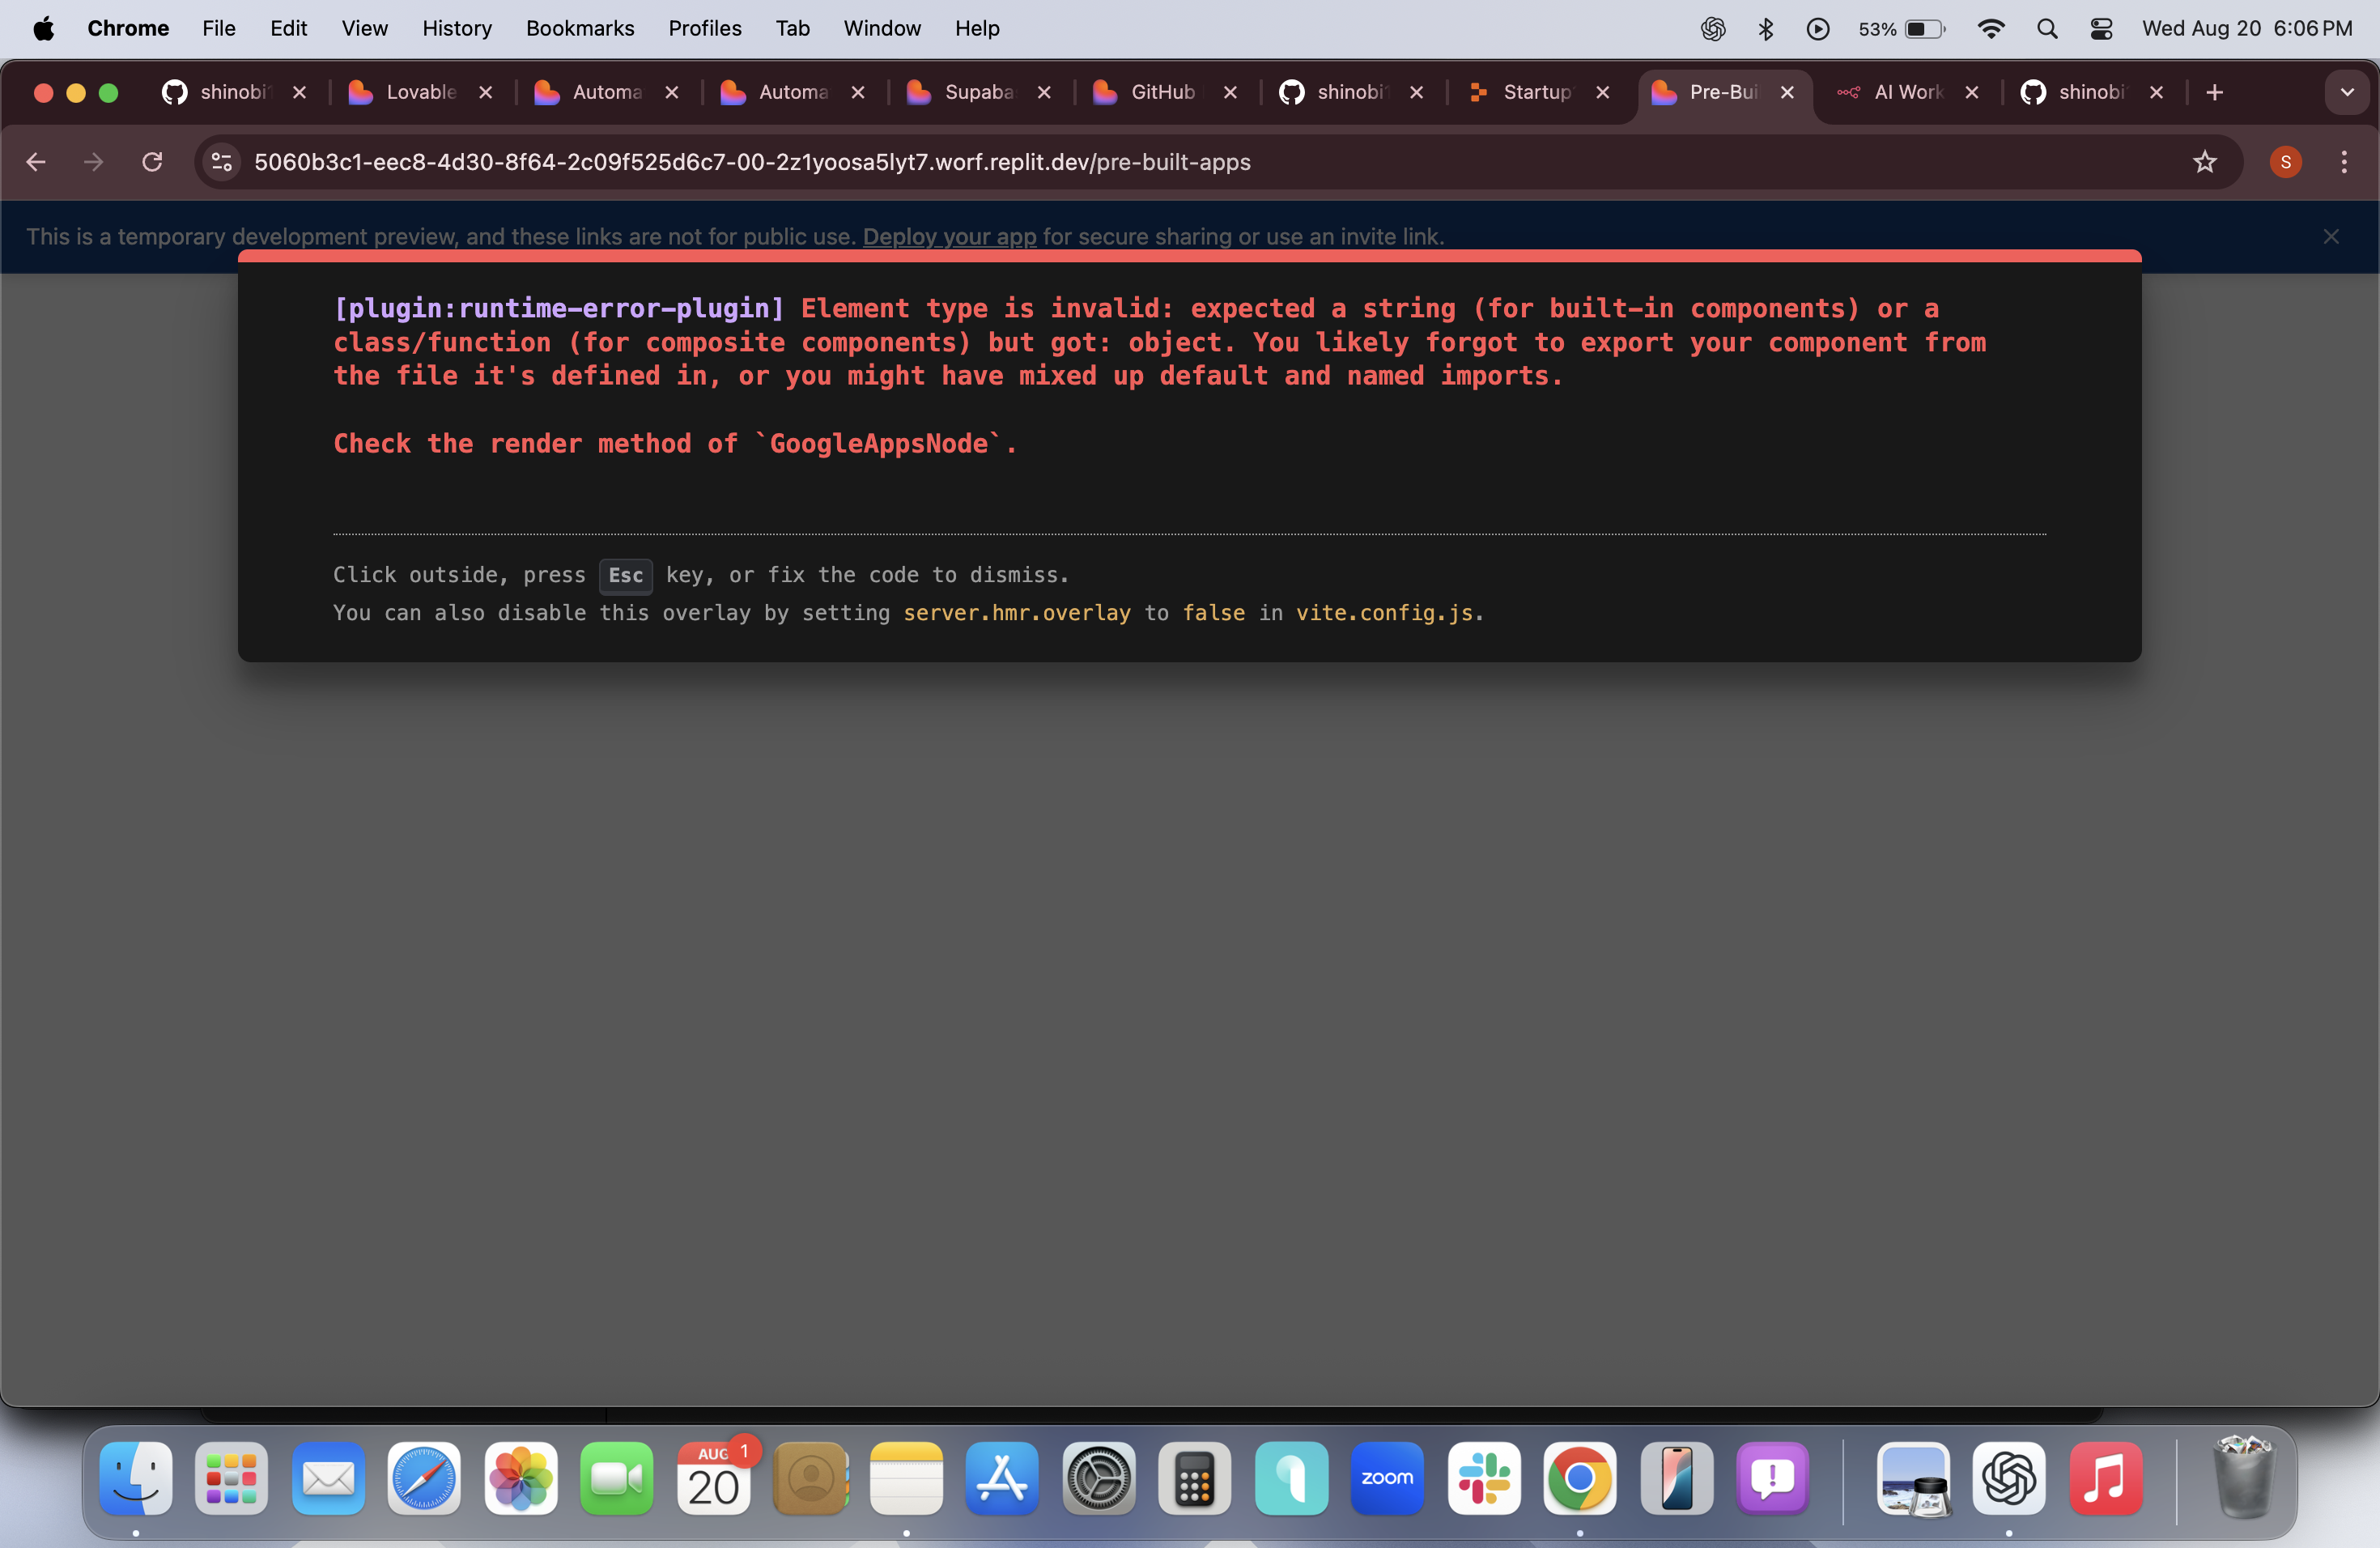 Chrome File Edit View History Bookmarks Profiles Tab Window Help 53% Wed Aug 20 6:06 PM
shinobi1 Lovable Automa Automa Supaba GitHub shinobi1 Startup Pre-Bui AI Work shinobi
5060b3c1-eec8-4d30-8f64-2c09f525d6c7-00-2z1yoosa5lyt7.worf.replit.dev/pre-built-apps S
This is a temporary development preview, and these links are not for public use. Deploy your app for secure sharing or use an invite link.
[plugin:runtime-error-plugin] Element type is invalid: expected a string (for built-in components) or a
class/function (for composite components) but got: object. You likely forgot to export your component from
the file it's defined in, or you might have mixed up default and named imports.
Check the render method of `GoogleAppsNode`.
Click outside, press Esc key, or fix the code to dismiss.
You can also disable this overlay by setting server.hmr.overlay to false in vite.config.js.
AUG 1
20
zoom